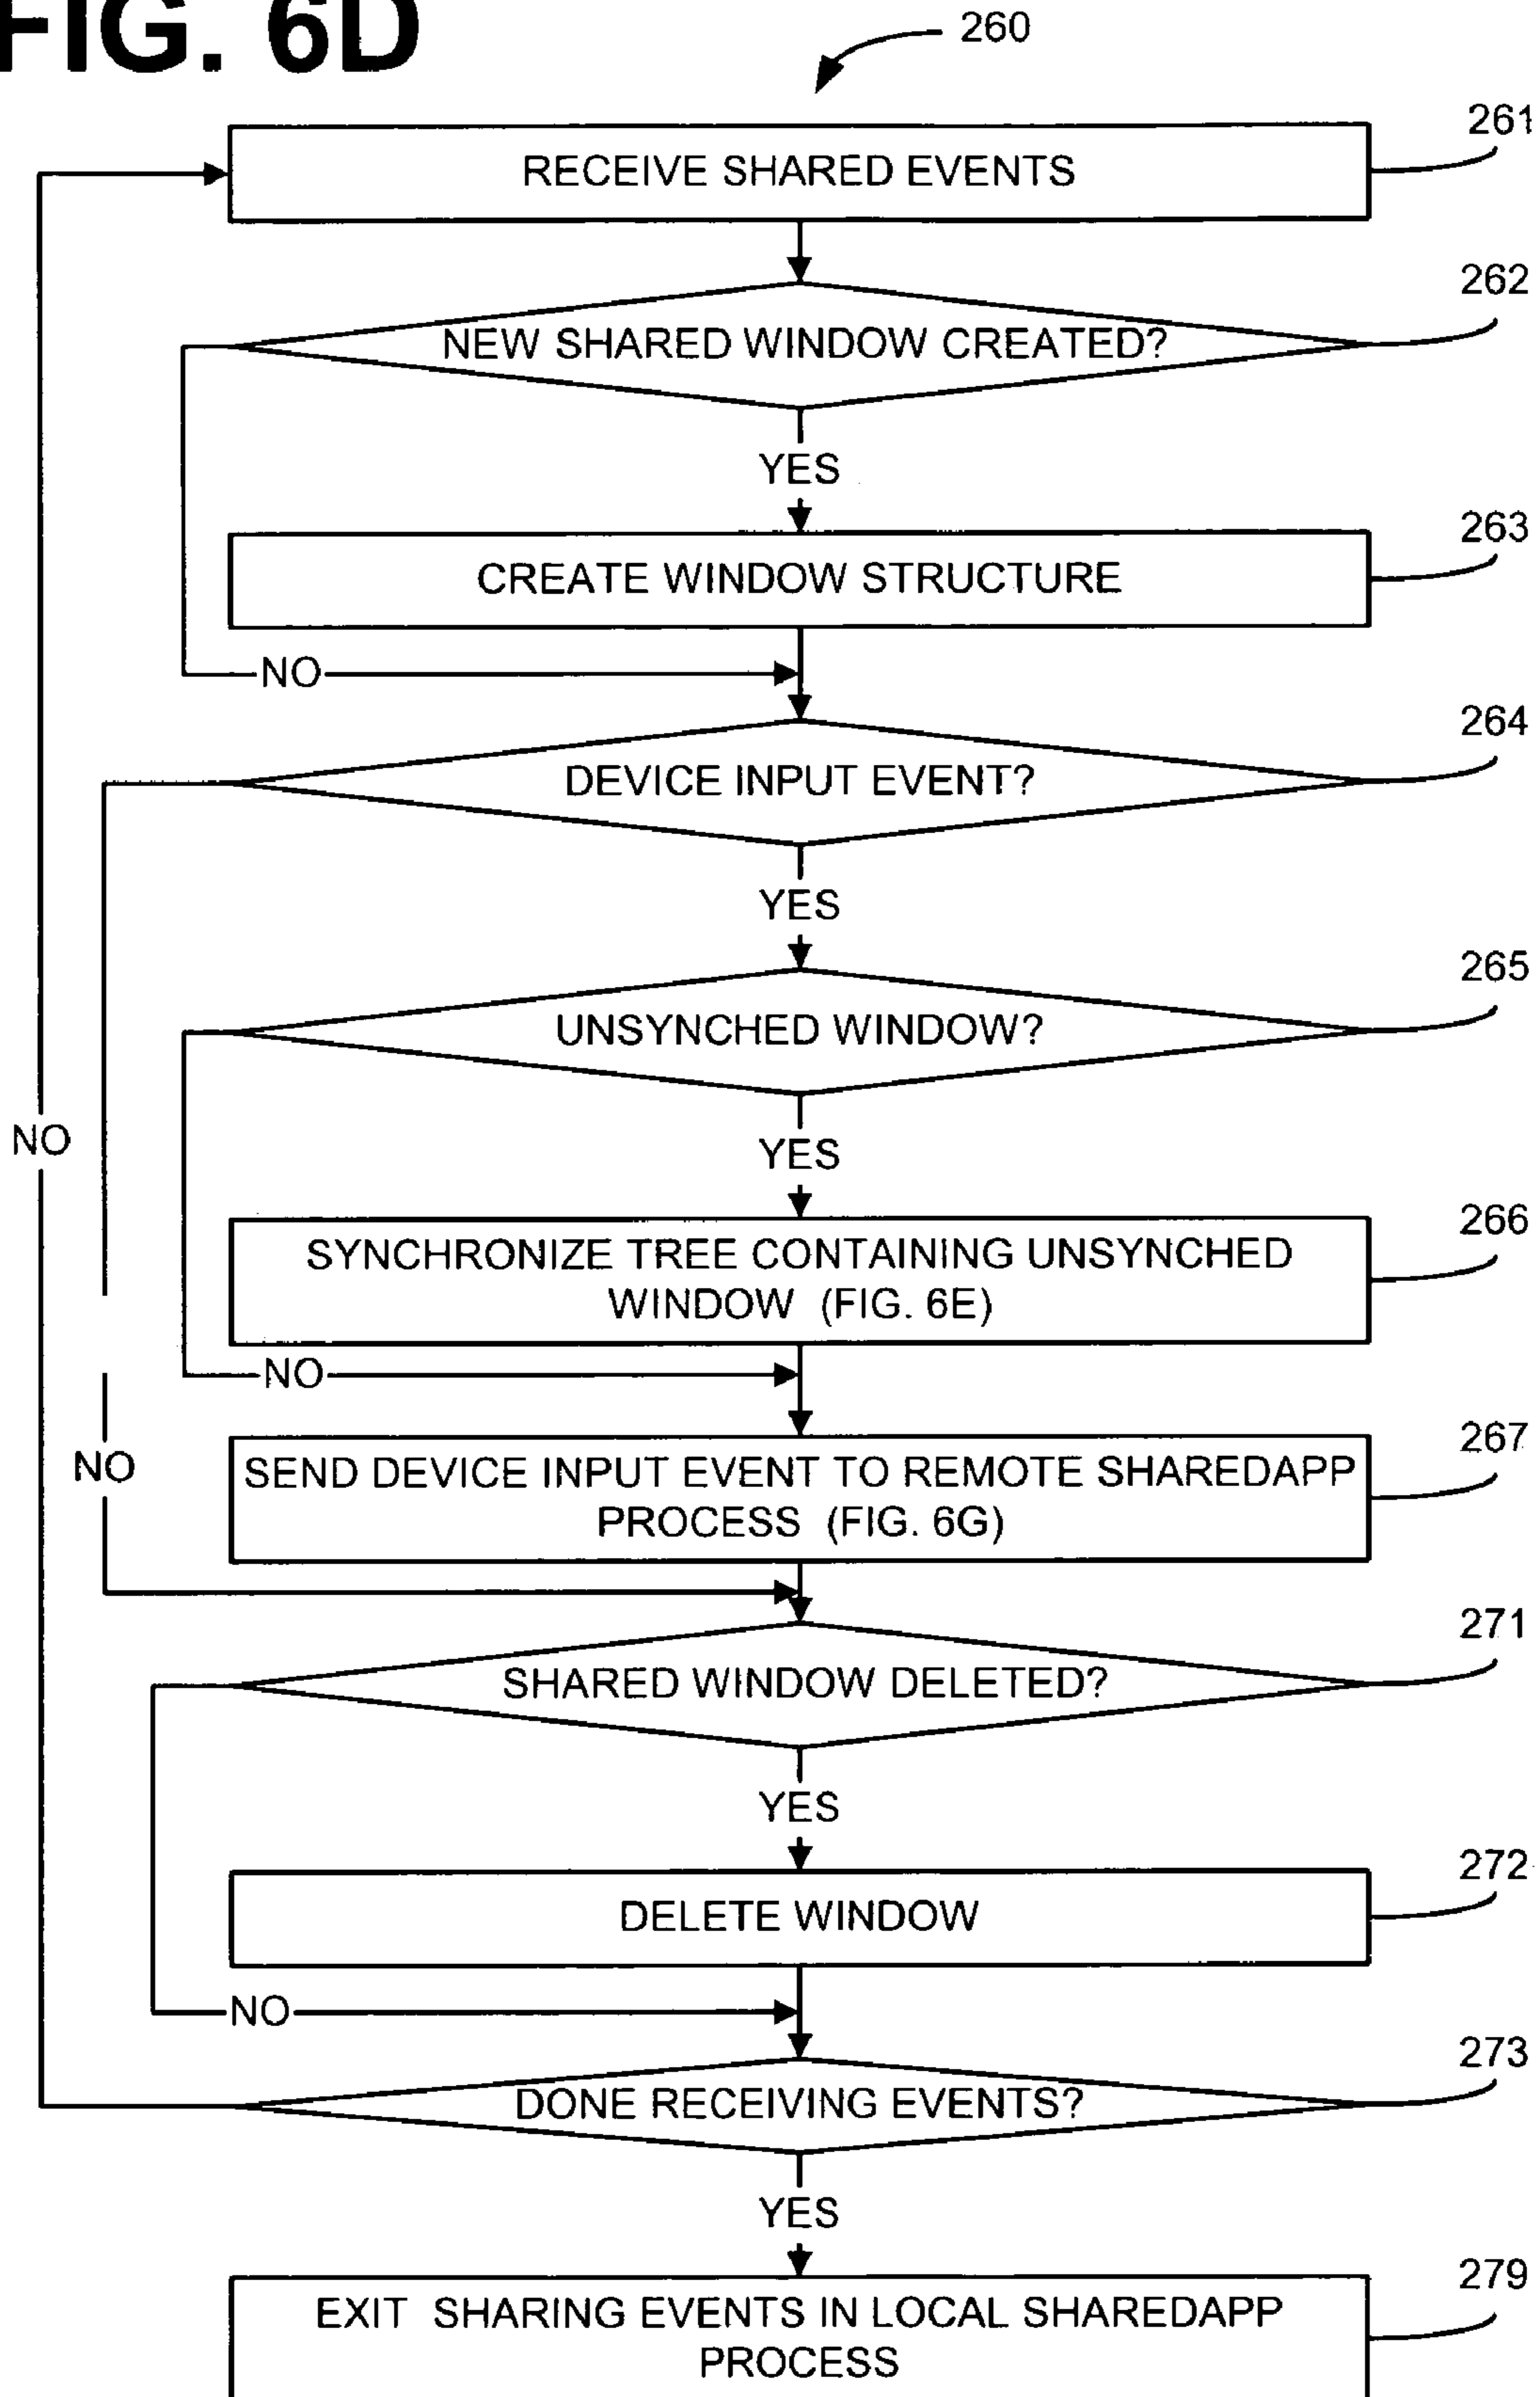 FIG. 6D
260
261
RECEIVE SHARED EVENTS
262
NEW SHARED WINDOW CREATED?
YES
263
CREATE WINDOW STRUCTURE
NO
264
DEVICE INPUT EVENT?
YES
265
UNSYNCHED WINDOW?
NO
YES
266
SYNCHRONIZE TREE CONTAINING UNSYNCHED
WINDOW (FIG. 6E)
NO
267
NO
SEND DEVICE INPUT EVENT TO REMOTE SHAREDAPP
PROCESS (FIG. 6G)
271
SHARED WINDOW DELETED?
YES
272
DELETE WINDOW
NO
273
DONE RECEIVING EVENTS?
YES
279
EXIT SHARING EVENTS IN LOCAL SHAREDAPP
PROCESS